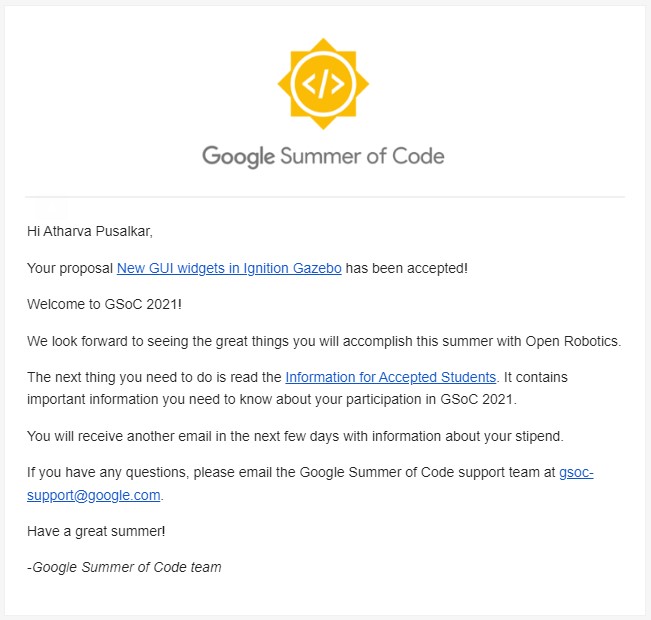 </>
Google Summer of Code
Hi Atharva Pusalkar,
Your proposal New GUI widgets in Ignition Gazebo has been accepted!
Welcome to GSoC 2021!
We look forward to seeing the great things you will accomplish this summer with Open Robotics.
The next thing you need to do is read the Information for Accepted Students. It contains
important information you need to know about your participation in GSoC 2021.
You will receive another email in the next few days with information about your stipend.
If you have any questions, please email the Google Summer of Code support team at gsoc-
support@google.com.
Have a great summer!
-Google Summer of Code team